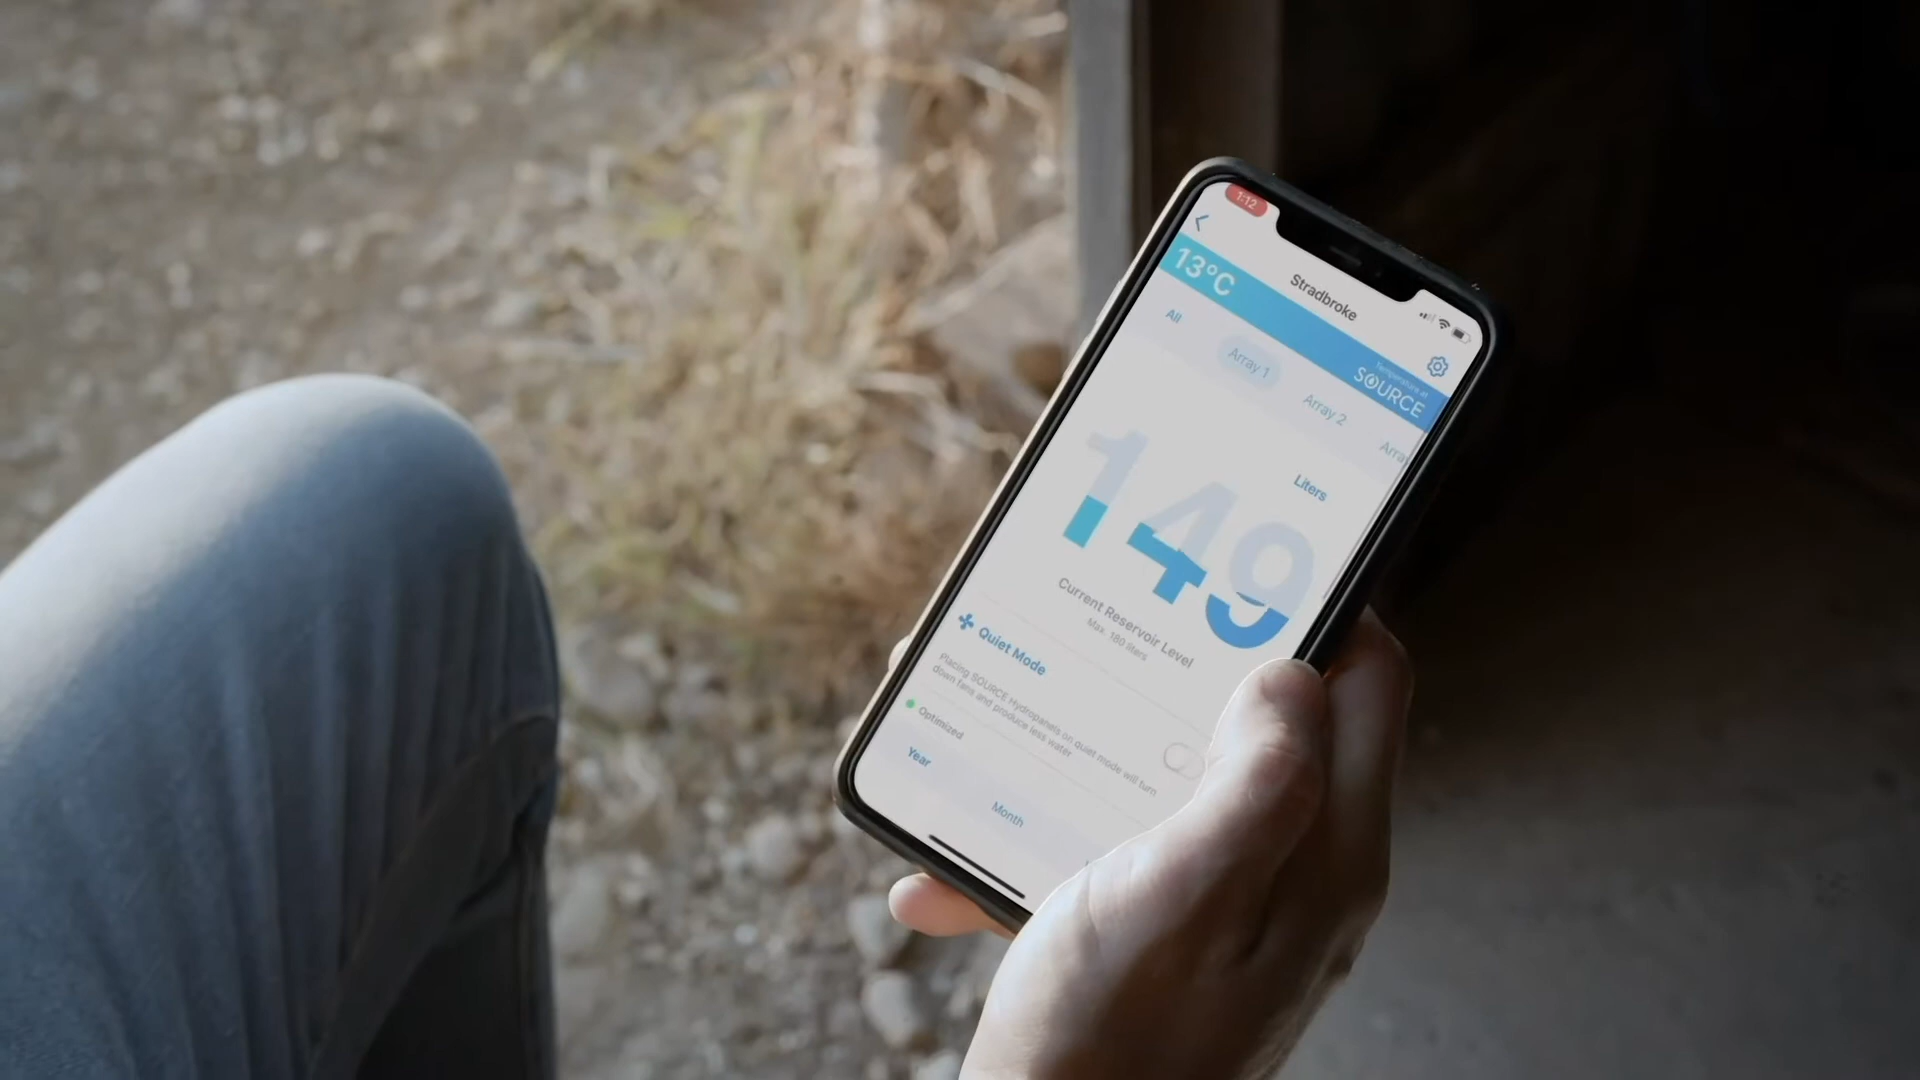 1:12
Stradbroke
13°C
Temperature at
SOURCE
All
Array 1
Array 2
Liters
149
Current Reservoir Level
Max. 180 liters
Quiet Mode
Placing SOURCE Hydropanels on quiet mode will turn
down fans and produce less water
Optimized
Year
Month